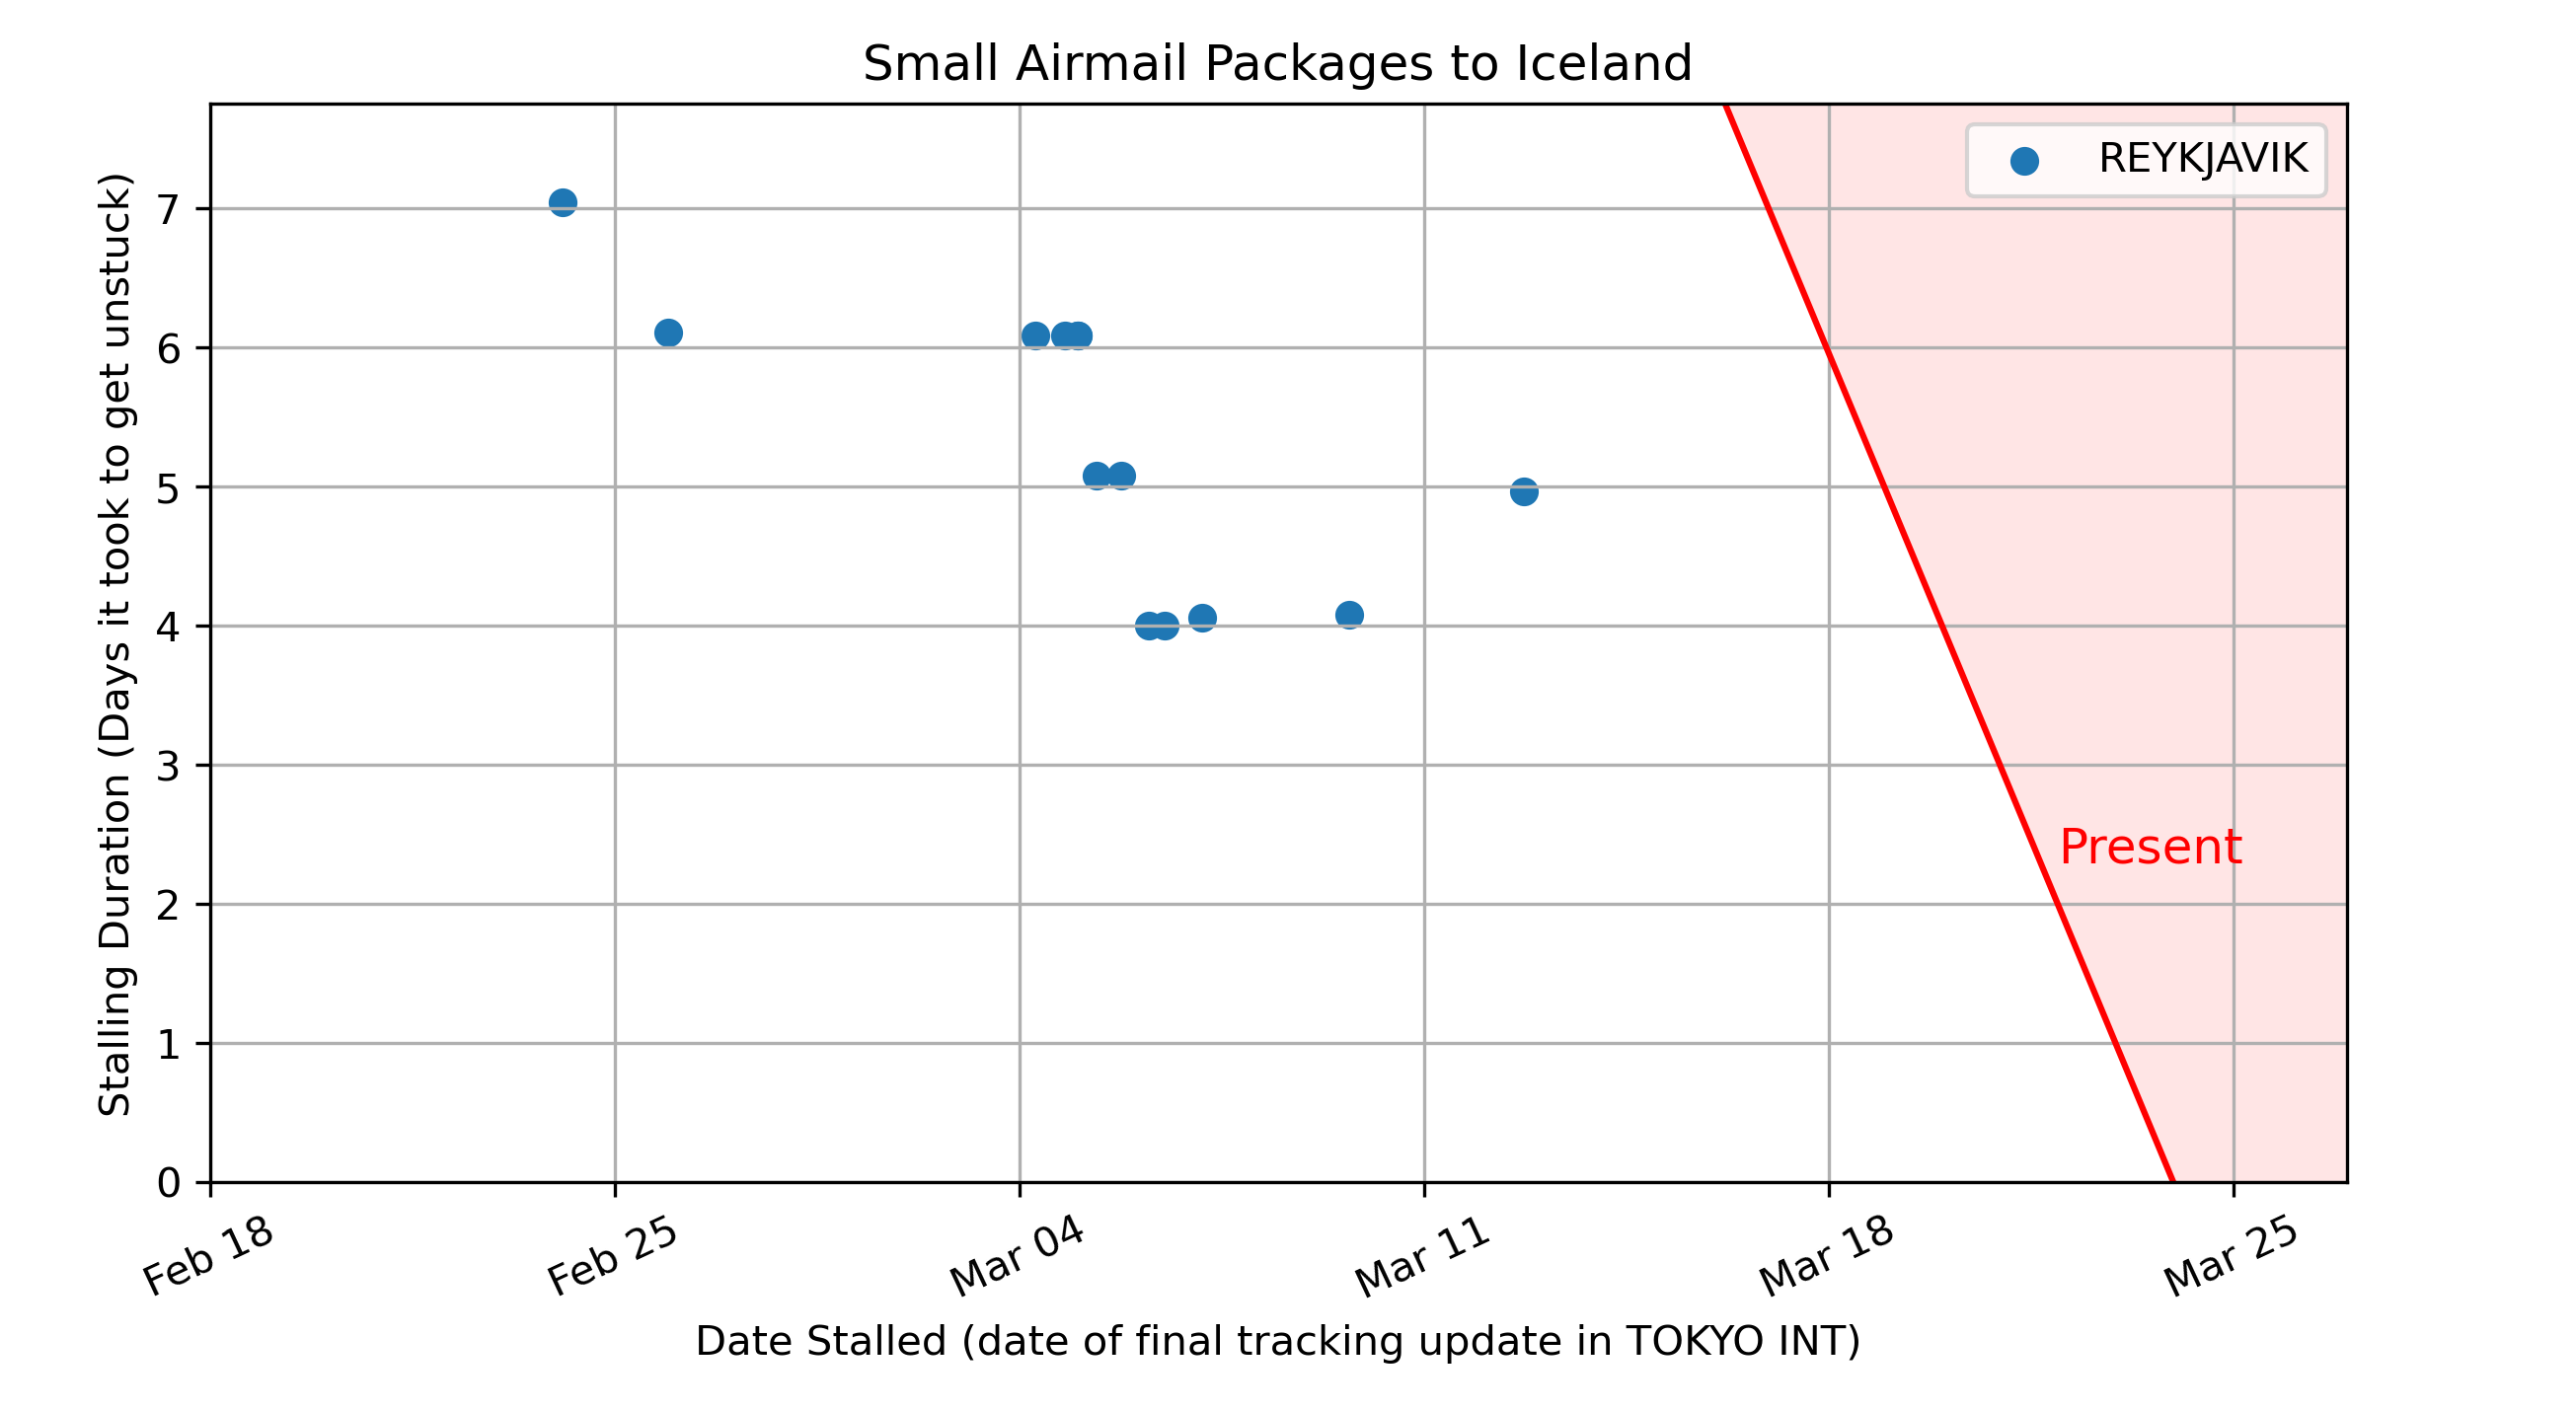 Small Airmail Packages to Iceland
REYKJAVIK
Stalling Duration (Days it took to get unstuck)
7
6
5
4
3
2
1
0
Present
Feb 18
Feb 25
Mar 04
Mar 11
Mar 18
Mar 25
Date Stalled (date of final tracking update in TOKYO INT)